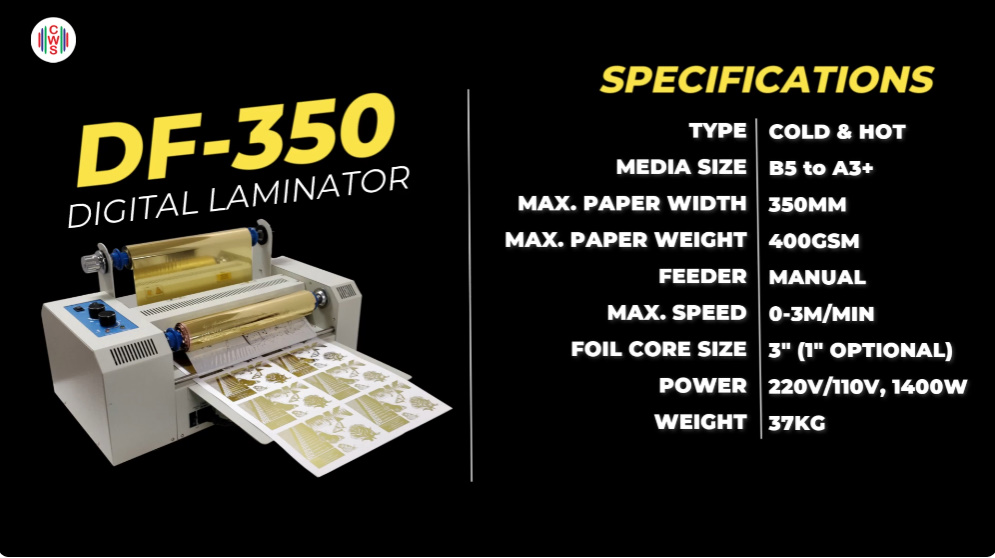 CWS
DF-350
DIGITAL LAMINATOR
SPECIFICATIONS
TYPE COLD & HOT
MEDIA SIZE B5 to A3+
MAX. PAPER WIDTH 350MM
MAX. PAPER WEIGHT 400GSM
FEEDER MANUAL
MAX. SPEED 0-3M/MIN
FOIL CORE SIZE 3" (1" OPTIONAL)
POWER 220V/110V, 1400W
WEIGHT 37KG